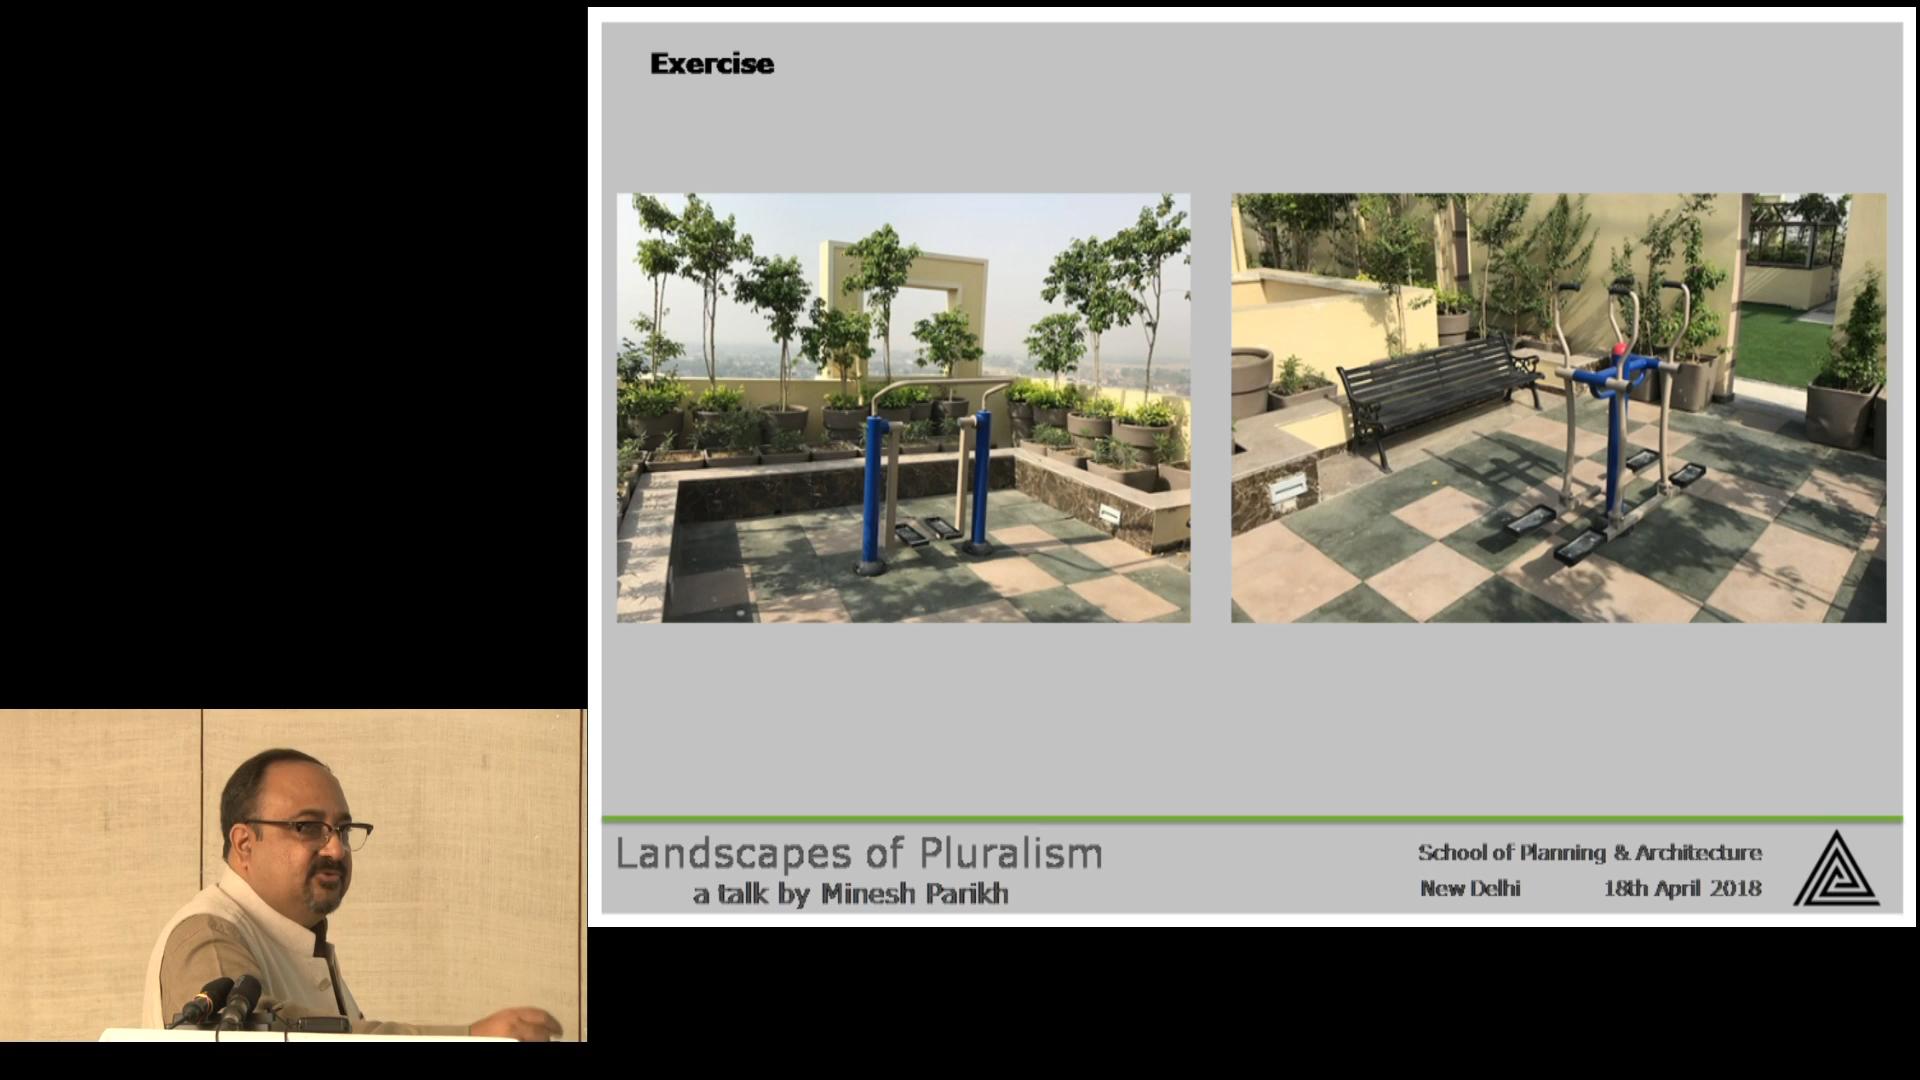 Exercise
Landscapes of Pluralism
a talk by Minesh Parikh
School of Planning & Architecture
New Delhi 18th April 2018